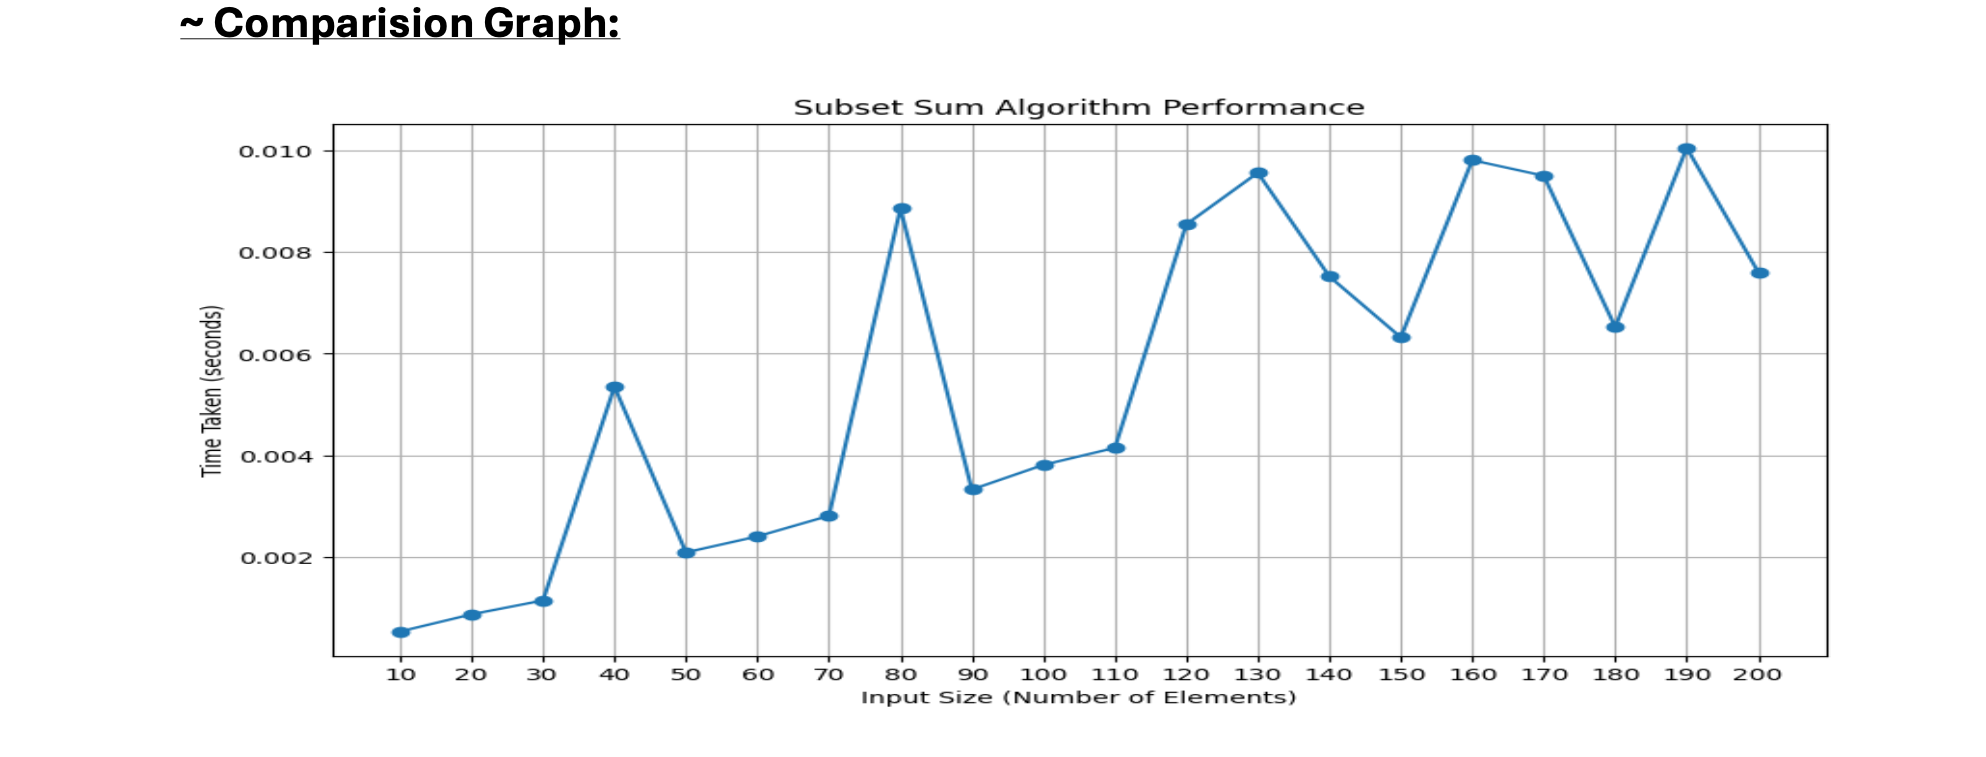 ~ Comparision Graph:
Subset Sum Algorithm Performance
0.010
0.008
0.006
0.004
0.002
Time Taken (seconds)
10 20 30 40 50 60 70 80 90 100 110 120 130 140 150 160 170 180 190 200
Input Size (Number of Elements)